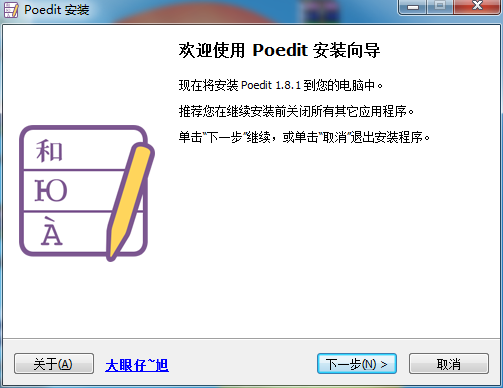 Poedit 安装
欢迎使用 Poedit 安装向导
现在将安装 Poedit 1.8.1 到您的电脑中。
推荐您在继续安装前关闭所有其它应用程序。
单击“下一步”继续，或单击“取消”退出安装程序。
和
Ю
À
关于(A)
大眼仔~旭
下一步(N) >
取消